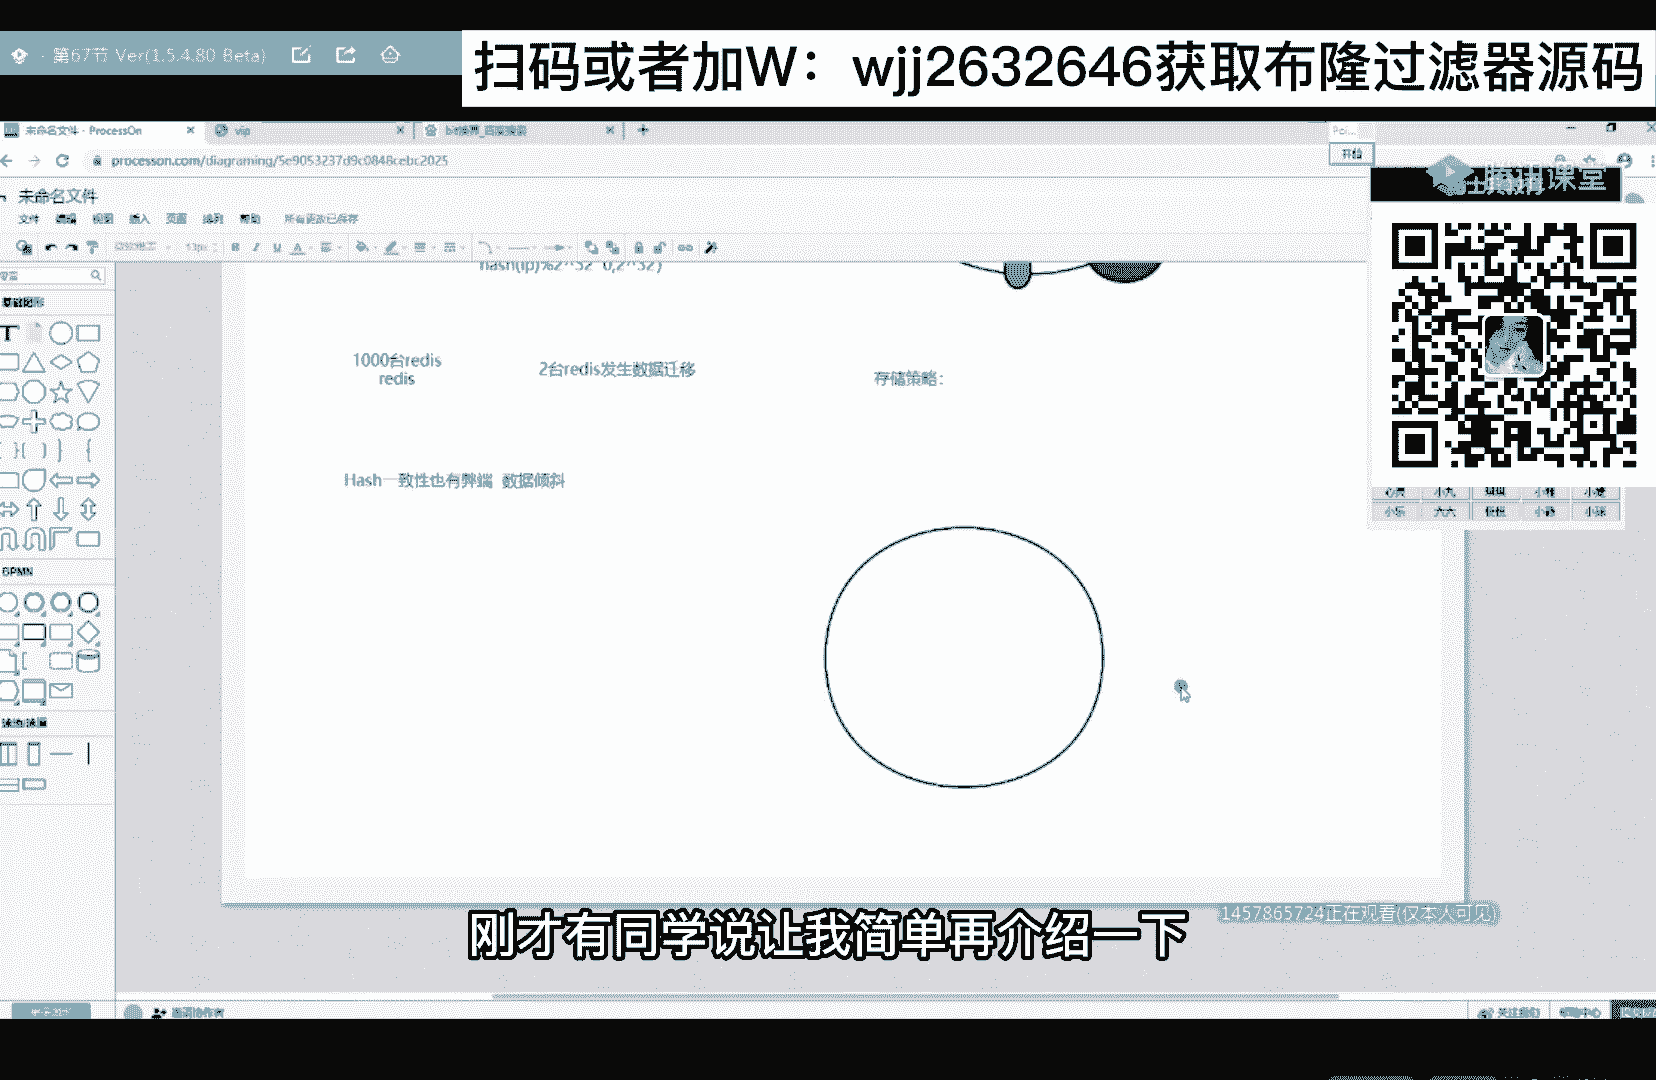 第67节 Ver(1.5.4.80 Beta)
扫码或者加W：wjj2632646获取布隆过滤器源码
未命名文件 - ProcessOn
vip
processon.com/diagraming/5e9053237d9c0848cebc2025
开始
腾讯课堂
未命名文件
文件 编辑 视图 插入 页面 排列 帮助 所有更改已保存
hash(ip)%2^32 0,2^32)
1000台redis
redis
2台redis发生数据迁移
存储策略：
Hash一致性也有弊端 数据倾斜
BPMN
小乐 六六
1457865724正在观看(仅本人可见)
刚才有同学说让我简单再介绍一下